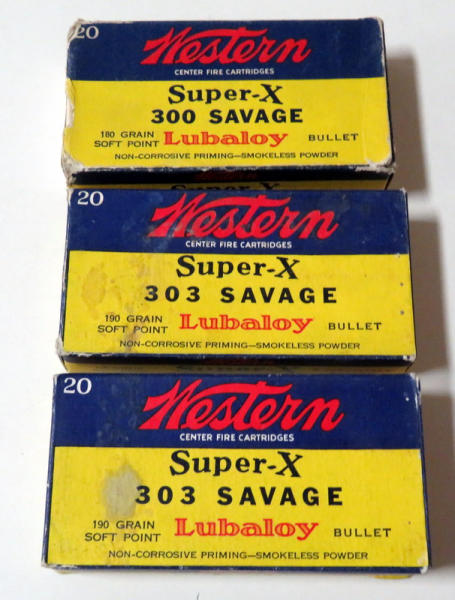 20
Western
CENTER FIRE CARTRIDGES
Super-X
300 SAVAGE
180 GRAIN
SOFT POINT Lubaloy BULLET
NON-CORROSIVE PRIMING—SMOKELESS POWDER
Super-X
20
Western
CENTER FIRE CARTRIDGES
Super-X
303 SAVAGE
190 GRAIN
SOFT POINT Lubaloy BULLET
NON-CORROSIVE PRIMING—SMOKELESS POWDER
Super-X
20
Western
CENTER FIRE CARTRIDGES
Super-X
303 SAVAGE
190 GRAIN
SOFT POINT Lubaloy BULLET
NON-CORROSIVE PRIMING—SMOKELESS POWDER